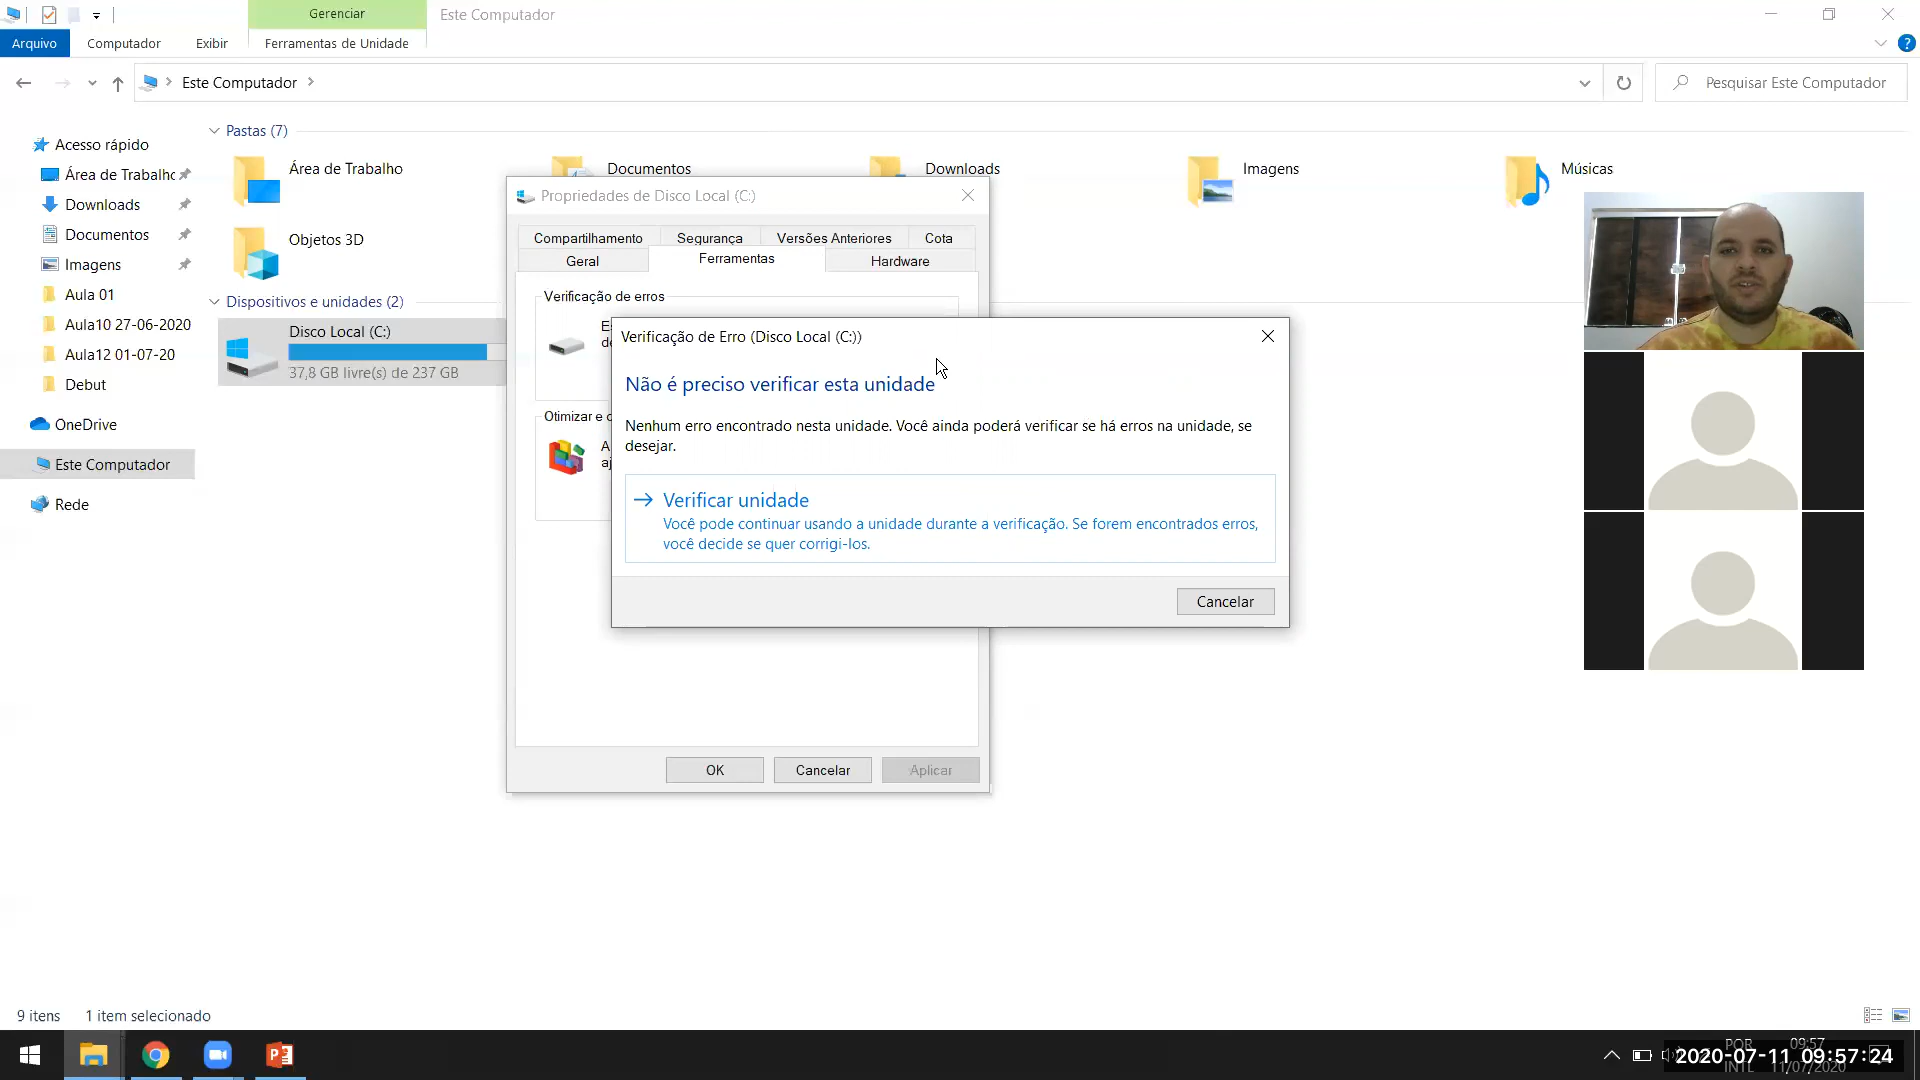 Gerenciar
Este Computador
Arquivo
Computador
Exibir
Ferramentas de Unidade
Este Computador
Pesquisar Este Computador
Acesso rápido
Área de Trabalho
Downloads
Documentos
Imagens
Aula 01
Aula10 27-06-2020
Aula12 01-07-20
Debut
OneDrive
Este Computador
Rede
Pastas (7)
Área de Trabalho
Documentos
Downloads
Imagens
Músicas
Objetos 3D
Dispositivos e unidades (2)
Disco Local (C:)
37,8 GB livre(s) de 237 GB
Propriedades de Disco Local (C:)
Compartilhamento
Segurança
Versões Anteriores
Cota
Geral
Ferramentas
Hardware
Verificação de erros
Otimizar e
Verificação de Erro (Disco Local (C:))
Não é preciso verificar esta unidade
Nenhum erro encontrado nesta unidade. Você ainda poderá verificar se há erros na unidade, se
desejar.
Verificar unidade
Você pode continuar usando a unidade durante a verificação. Se forem encontrados erros,
você decide se quer corrigi-los.
Cancelar
OK
Cancelar
Aplicar
9 itens
1 item selecionado
POR
INTL
09:57
11/07/2020
2020-07-11 09:57:24